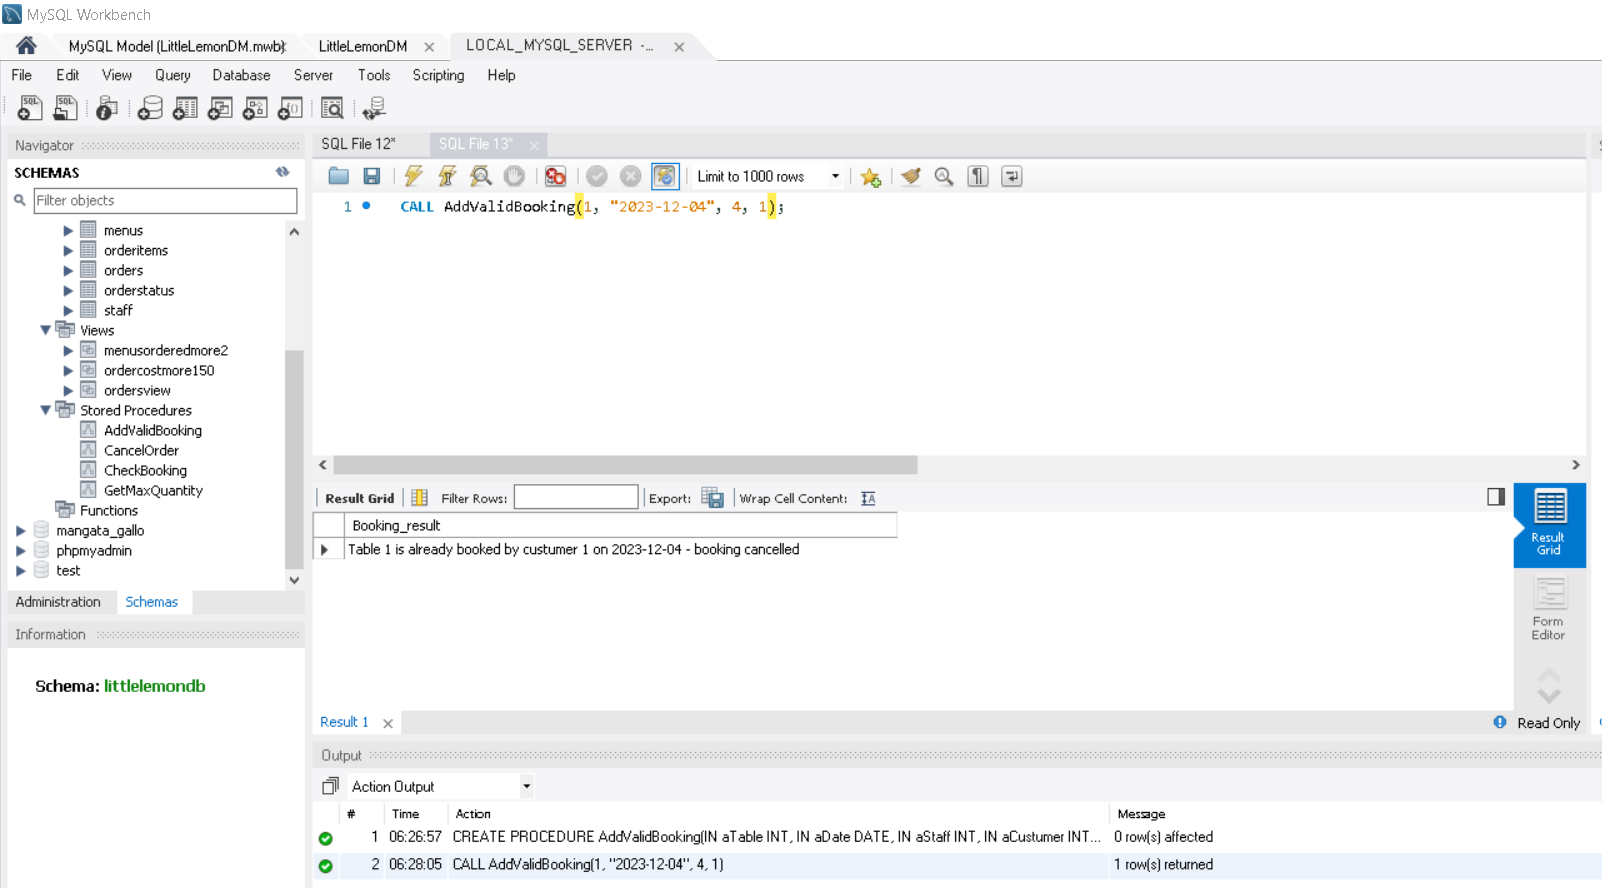 MySQL Workbench
MySQL Model (LittleLemonDM.mwb)
LittleLemonDM
LOCAL_MYSQL_SERVER -...
File Edit View Query Database Server Tools Scripting Help
Navigator
SCHEMAS
Filter objects
menus
orderitems
orders
orderstatus
staff
Views
menusorderedmore2
ordercostmore150
ordersview
Stored Procedures
AddValidBooking
CancelOrder
CheckBooking
GetMaxQuantity
Functions
mangata_gallo
phpmyadmin
test
Administration Schemas
Information
Schema: littlelemondb
SQL File 12* SQL File 13*
Limit to 1000 rows
1 CALL AddValidBooking(1, "2023-12-04", 4, 1);
Result Grid Filter Rows: Export: Wrap Cell Content:
Booking_result
Table 1 is already booked by custumer 1 on 2023-12-04 - booking cancelled
Result
Grid
Form
Editor
Result 1
Read Only
Output
Action Output
# Time Action Message
1 06:26:57 CREATE PROCEDURE AddValidBooking(IN aTable INT, IN aDate DATE, IN aStaff INT, IN aCustumer INT... 0 row(s) affected
2 06:28:05 CALL AddValidBooking(1, "2023-12-04", 4, 1) 1 row(s) returned